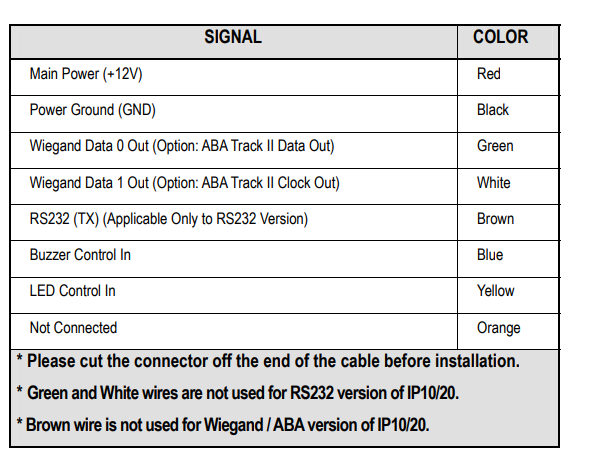 SIGNAL COLOR
Main Power (+12V) Red
Power Ground (GND) Black
Wiegand Data 0 Out (Option: ABA Track II Data Out) Green
Wiegand Data 1 Out (Option: ABA Track II Clock Out) White
RS232 (TX) (Applicable Only to RS232 Version) Brown
Buzzer Control In Blue
LED Control In Yellow
Not Connected Orange
* Please cut the connector off the end of the cable before installation.
* Green and White wires are not used for RS232 version of IP10/20.
* Brown wire is not used for Wiegand / ABA version of IP10/20.